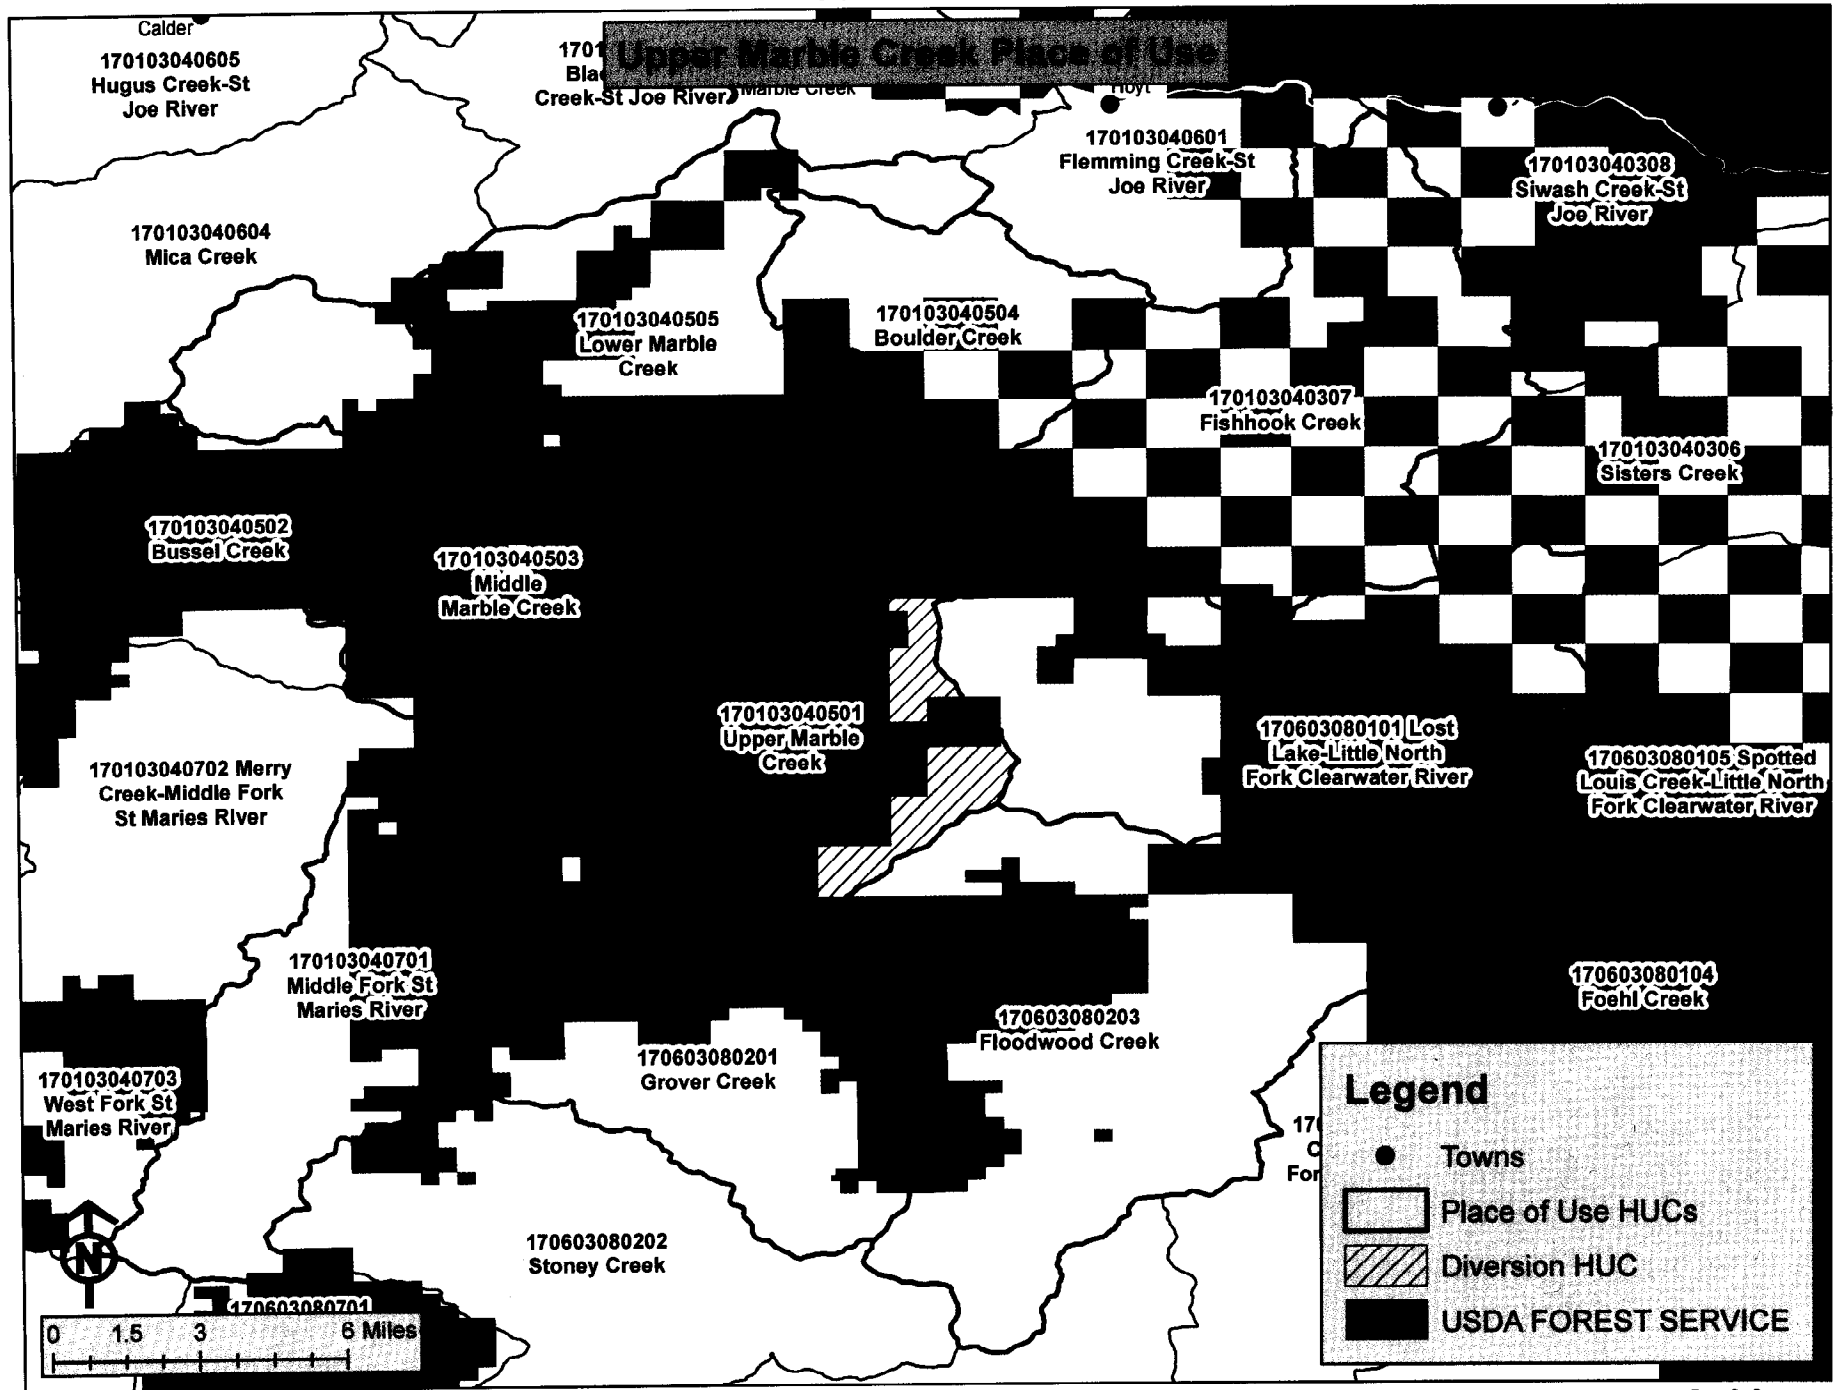 Calder
170103040605
Hugus Creek-St
Joe River
1701
Blac
Creek-St Joe River
Upper Marble Creek Place of Use
Marble Creek
Hoyt
170103040601
Flemming Creek-St
Joe River
170103040308
Siwash Creek-St
Joe River
170103040604
Mica Creek
170103040505
Lower Marble
Creek
170103040504
Boulder Creek
170103040307
Fishhook Creek
170103040306
Sisters Creek
170103040502
Bussel Creek
170103040503
Middle
Marble Creek
170103040501
Upper Marble
Creek
170603080101 Lost
Lake-Little North
Fork Clearwater River
170603080105 Spotted
Louis Creek-Little North
Fork Clearwater River
170103040702 Merry
Creek-Middle Fork
St Maries River
170103040701
Middle Fork St
Maries River
170603080104
Foehl Creek
170603080203
Floodwood Creek
170603080201
Grover Creek
170103040703
West Fork St
Maries River
170603080202
Stoney Creek
170603080701
N
0 1.5 3 6 Miles
Legend
Towns
Place of Use HUCs
Diversion HUC
USDA FOREST SERVICE